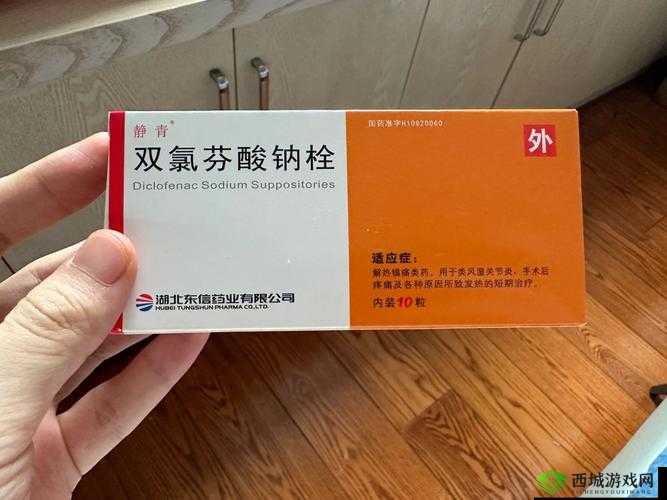 静青®
双氯芬酸钠栓
Diclofenac Sodium Suppositories
湖北东信药业有限公司
HUBEI TUNGSHUN PHARMA CO.,LTD.
国药准字H10920060
外
适应症：
解热镇痛类药。用于类风湿关节炎，手术后
疼痛及各种原因所致发热的短期治疗。
内装10粒
西城游戏网